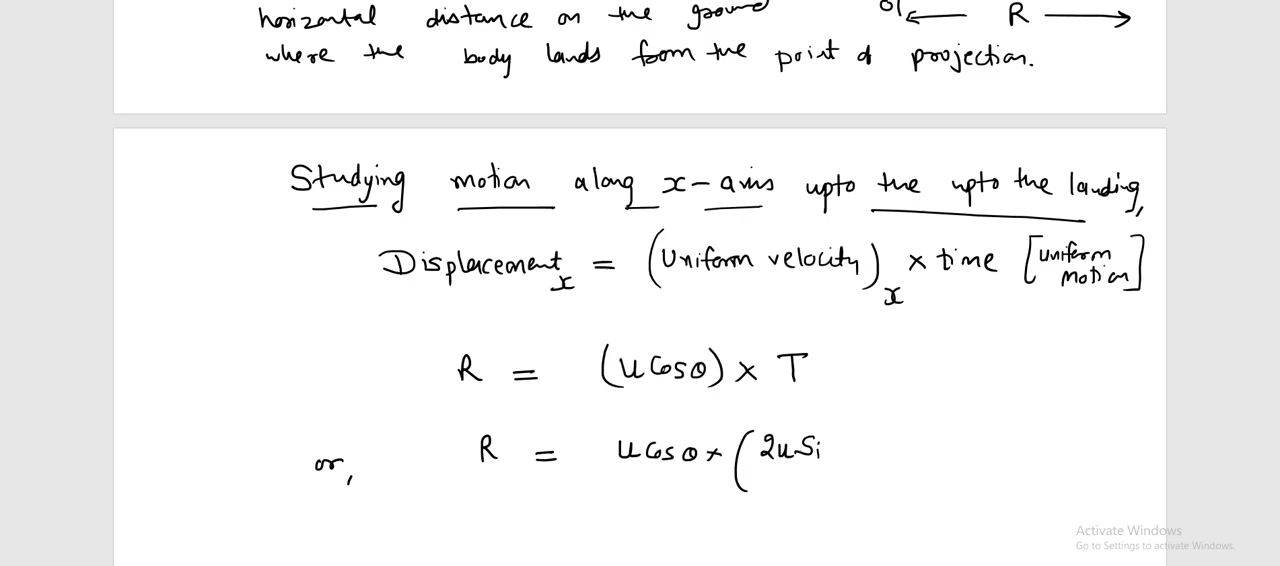 horizontal distance on the ground
← R →
where the body lands from the point of projection.
Studying motion along x-axis upto the upto the landing,
Displacement x = (Uniform velocity) x × time [uniform motion]
R = (u Cosθ) × T
or, R = u Cosθ × (2u Si
Activate Windows
Go to Settings to activate Windows.